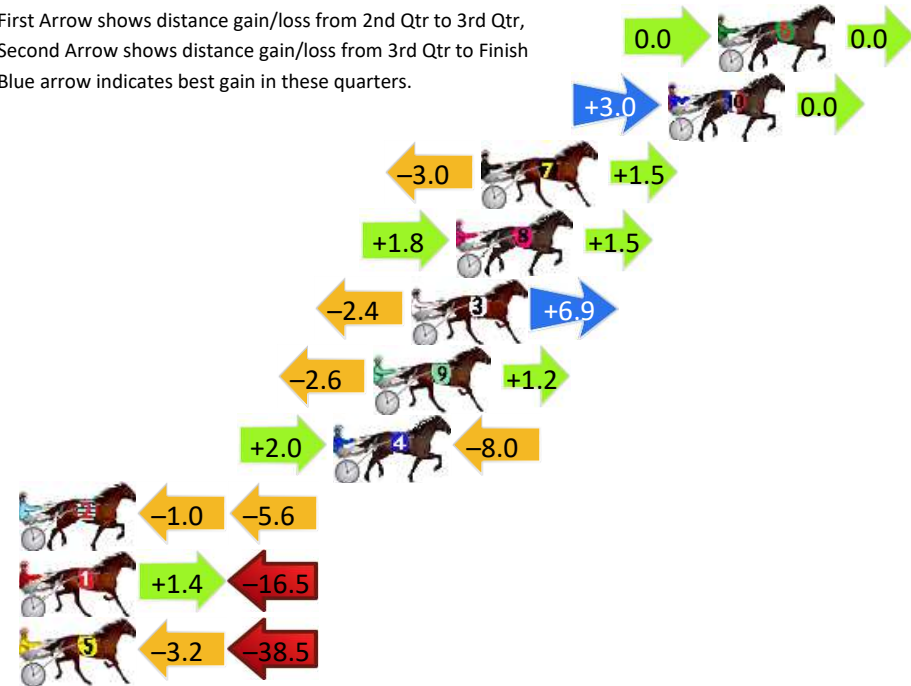 First Arrow shows distance gain/loss from 2nd Qtr to 3rd Qtr,
Second Arrow shows distance gain/loss from 3rd Qtr to Finish
Blue arrow indicates best gain in these quarters.
0.0 6 0.0
+3.0 10 0.0
–3.0 7 +1.5
+1.8 8 +1.5
–2.4 3 +6.9
–2.6 9 +1.2
+2.0 4 –8.0
2 –1.0 –5.6
1 +1.4 –16.5
5 –3.2 –38.5